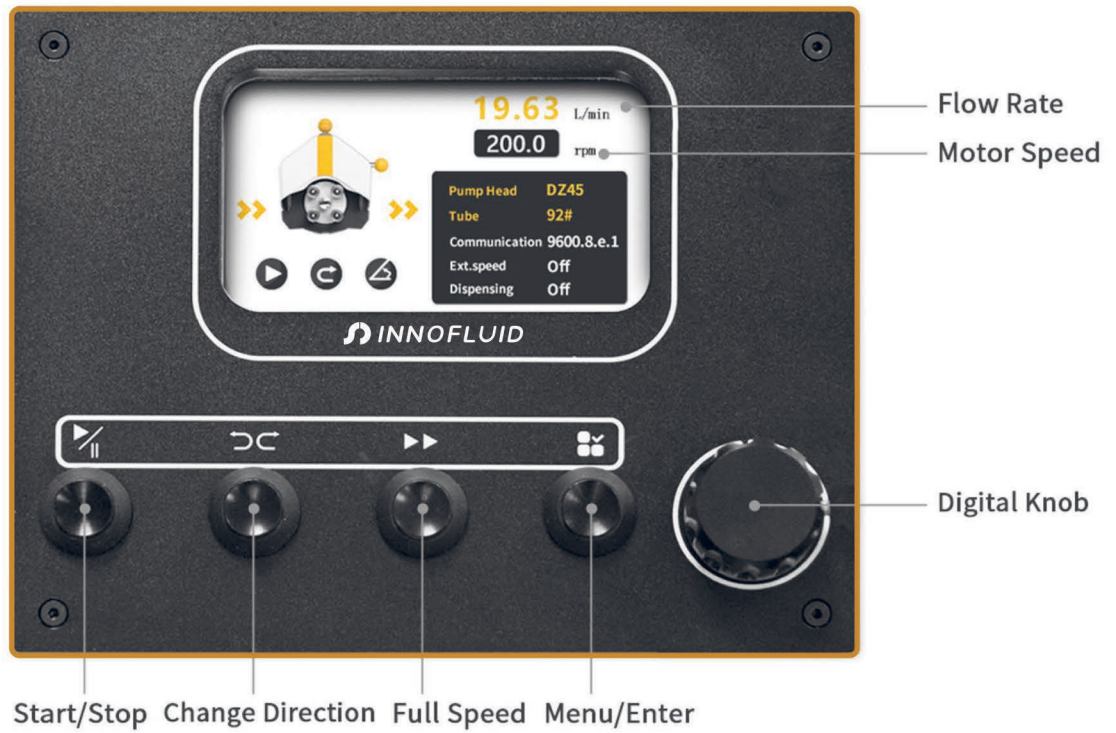 19.63 L/min
Flow Rate
200.0 rpm
Motor Speed
Pump Head DZ45
Tube 92#
Communication 9600.8.e.1
Ext.speed Off
Dispensing Off
INNOFLUID
Digital Knob
Start/Stop Change Direction Full Speed Menu/Enter